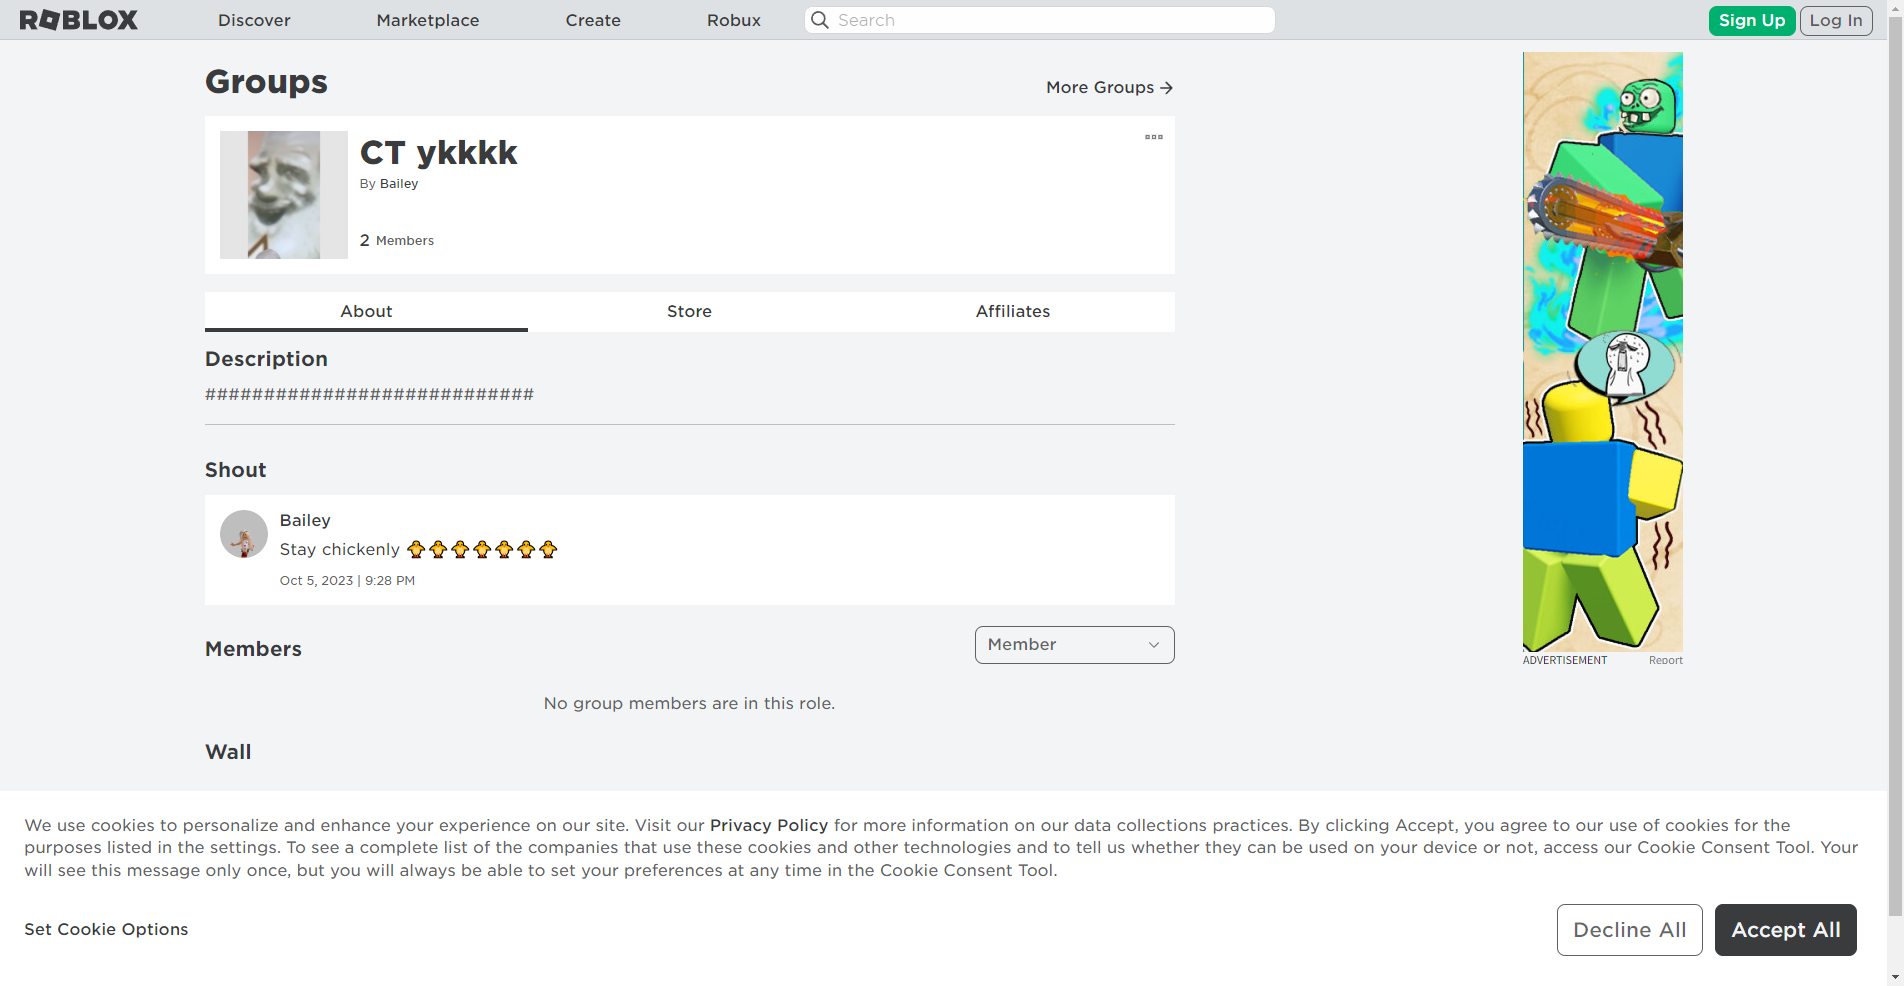 ROBLOX Discover Marketplace Create Robux Search Sign Up Log In
Groups
More Groups →
CT ykkkk
By Bailey
2 Members
About Store Affiliates
Description
############################
Shout
Bailey
Stay chickenly 🐥🐥🐥🐥🐥🐥🐥
Oct 5, 2023 | 9:28 PM
Members
Member
No group members are in this role.
Wall
ADVERTISEMENT Report
We use cookies to personalize and enhance your experience on our site. Visit our Privacy Policy for more information on our data collections practices. By clicking Accept, you agree to our use of cookies for the
purposes listed in the settings. To see a complete list of the companies that use these cookies and other technologies and to tell us whether they can be used on your device or not, access our Cookie Consent Tool. Your
will see this message only once, but you will always be able to set your preferences at any time in the Cookie Consent Tool.
Set Cookie Options
Decline All
Accept All